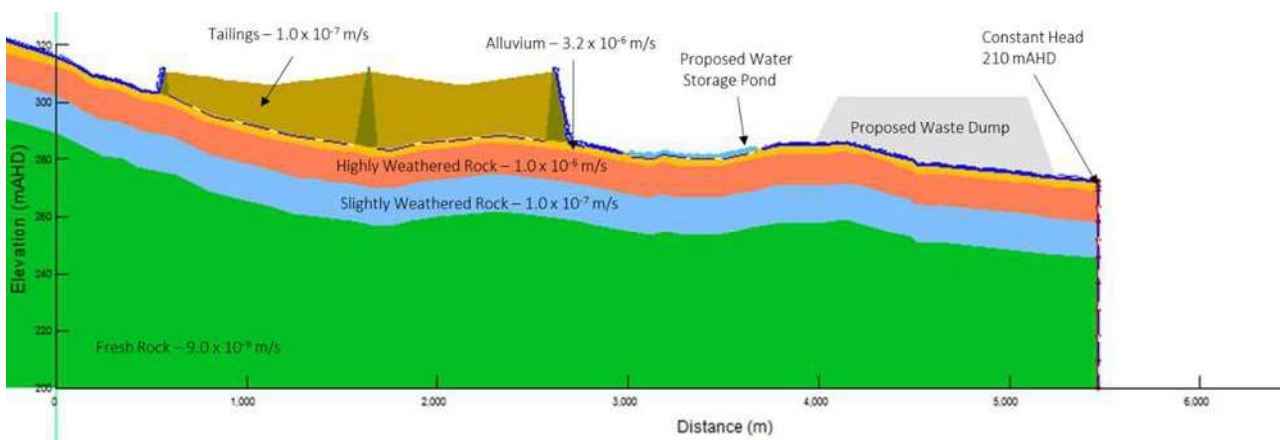 Tailings – 1.0 x 10⁻⁷ m/s
Alluvium – 3.2 x 10⁻⁶ m/s
Proposed Water
Storage Pond
Constant Head
210 mAHD
Proposed Waste Dump
Highly Weathered Rock – 1.0 x 10⁻⁶ m/s
Slightly Weathered Rock – 1.0 x 10⁻⁷ m/s
Fresh Rock – 9.0 x 10⁻⁹ m/s
Elevation (mAHD)
320
300
280
260
240
220
200
0
1,000
2,000
3,000
4,000
5,000
6,000
Distance (m)